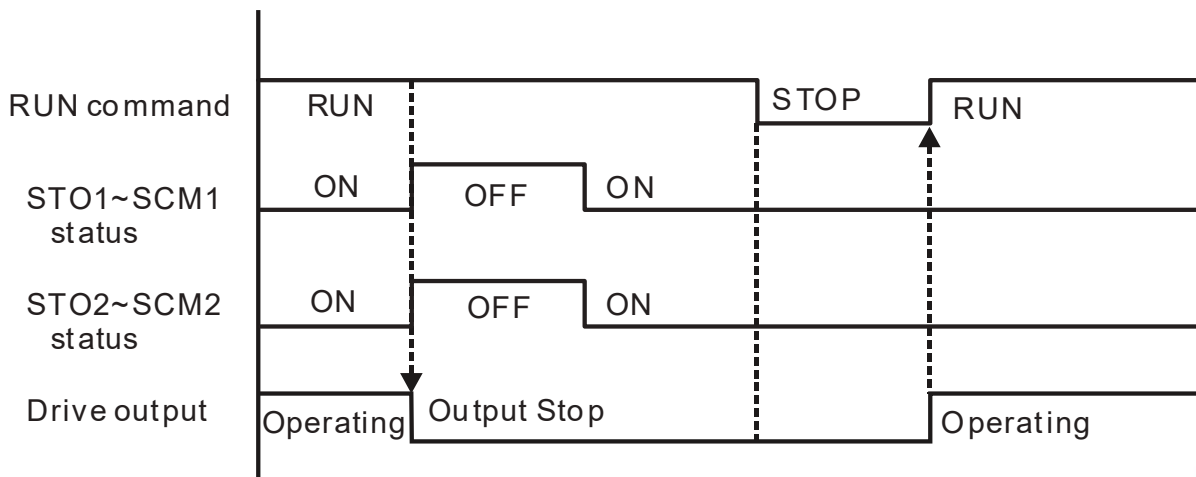 RUN command
RUN
STOP
RUN
STO1~SCM1
status
ON
OFF
ON
STO2~SCM2
status
ON
OFF
ON
Drive output
Operating
Output Stop
Operating